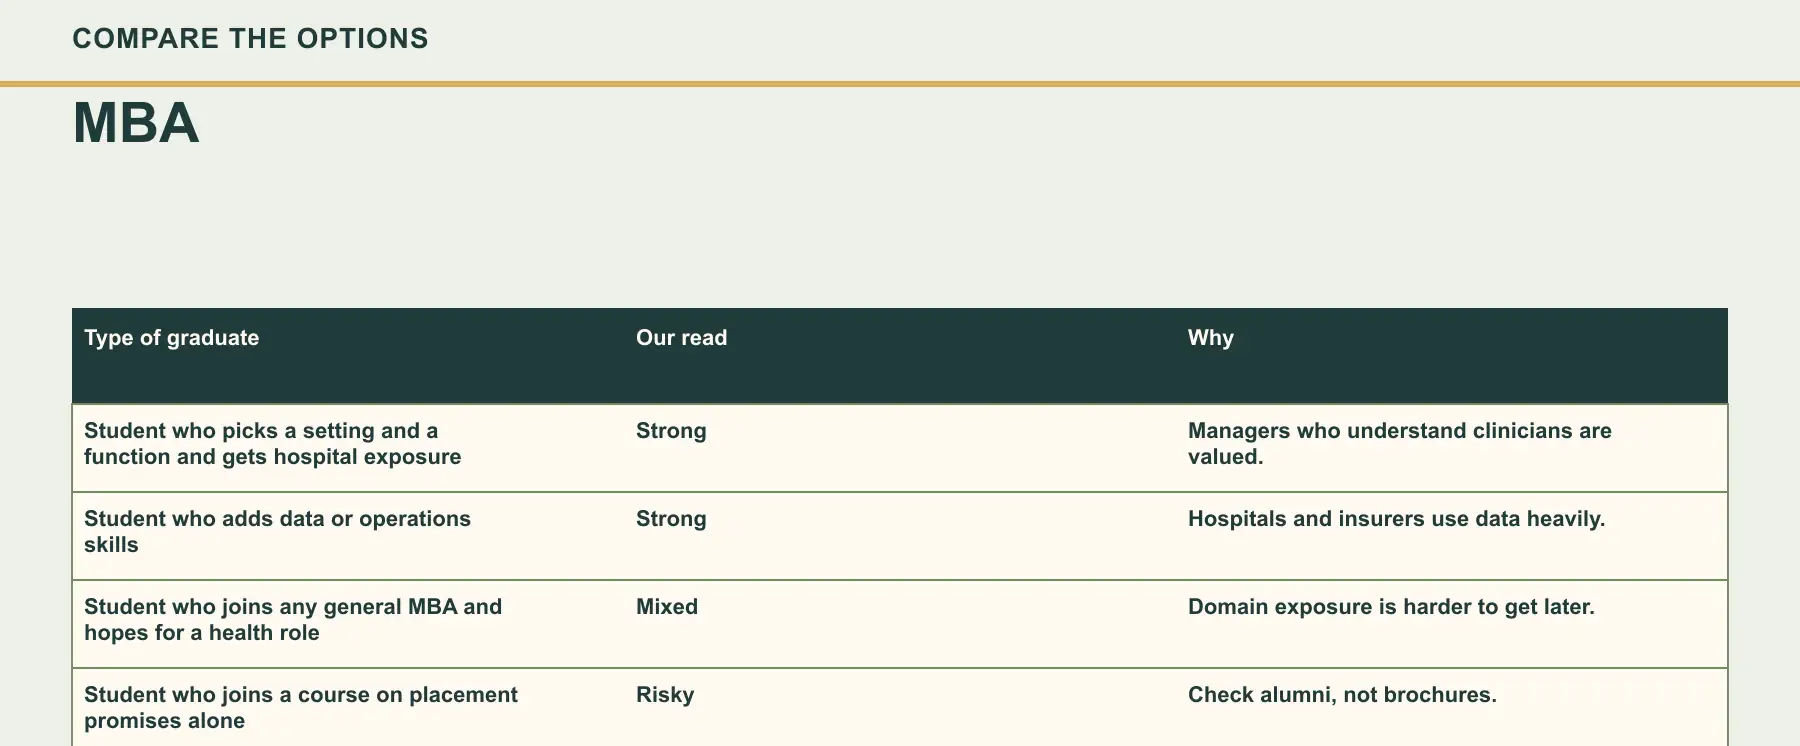 COMPARE THE OPTIONS
MBA
Type of graduate
Our read
Why
Student who picks a setting and a
function and gets hospital exposure
Strong
Managers who understand clinicians are
valued.
Student who adds data or operations
skills
Strong
Hospitals and insurers use data heavily.
Student who joins any general MBA and
hopes for a health role
Mixed
Domain exposure is harder to get later.
Student who joins a course on placement
promises alone
Risky
Check alumni, not brochures.